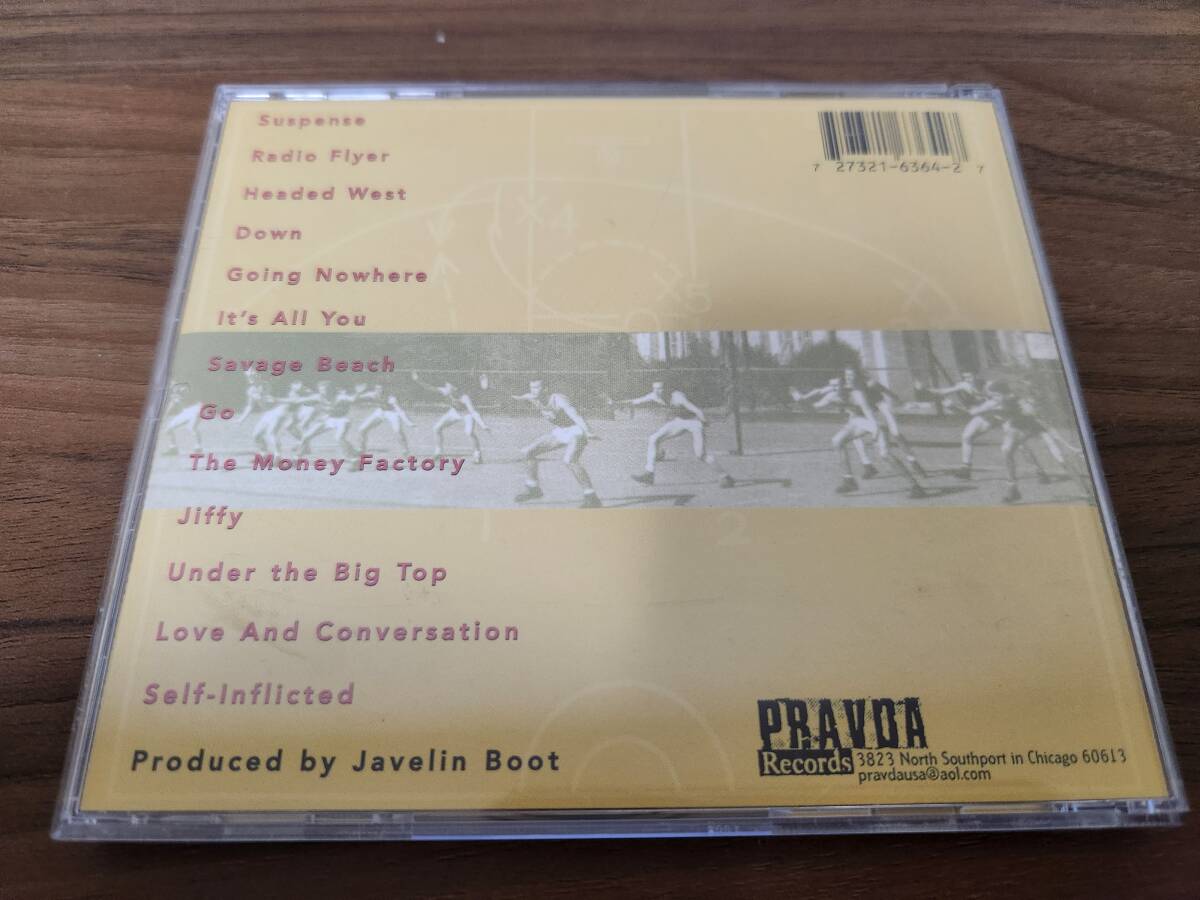 Suspense
Radio Flyer
Headed West
Down
Going Nowhere
It's All You
Savage Beach
Go
The Money Factory
Jiffy
Under the Big Top
Love And Conversation
Self-Inflicted
Produced by Javelin Boot
7 27321-6364-2 7
X4
2
PRAVDA
Records
3823 North Southport in Chicago 60613
pravdausa@aol.com